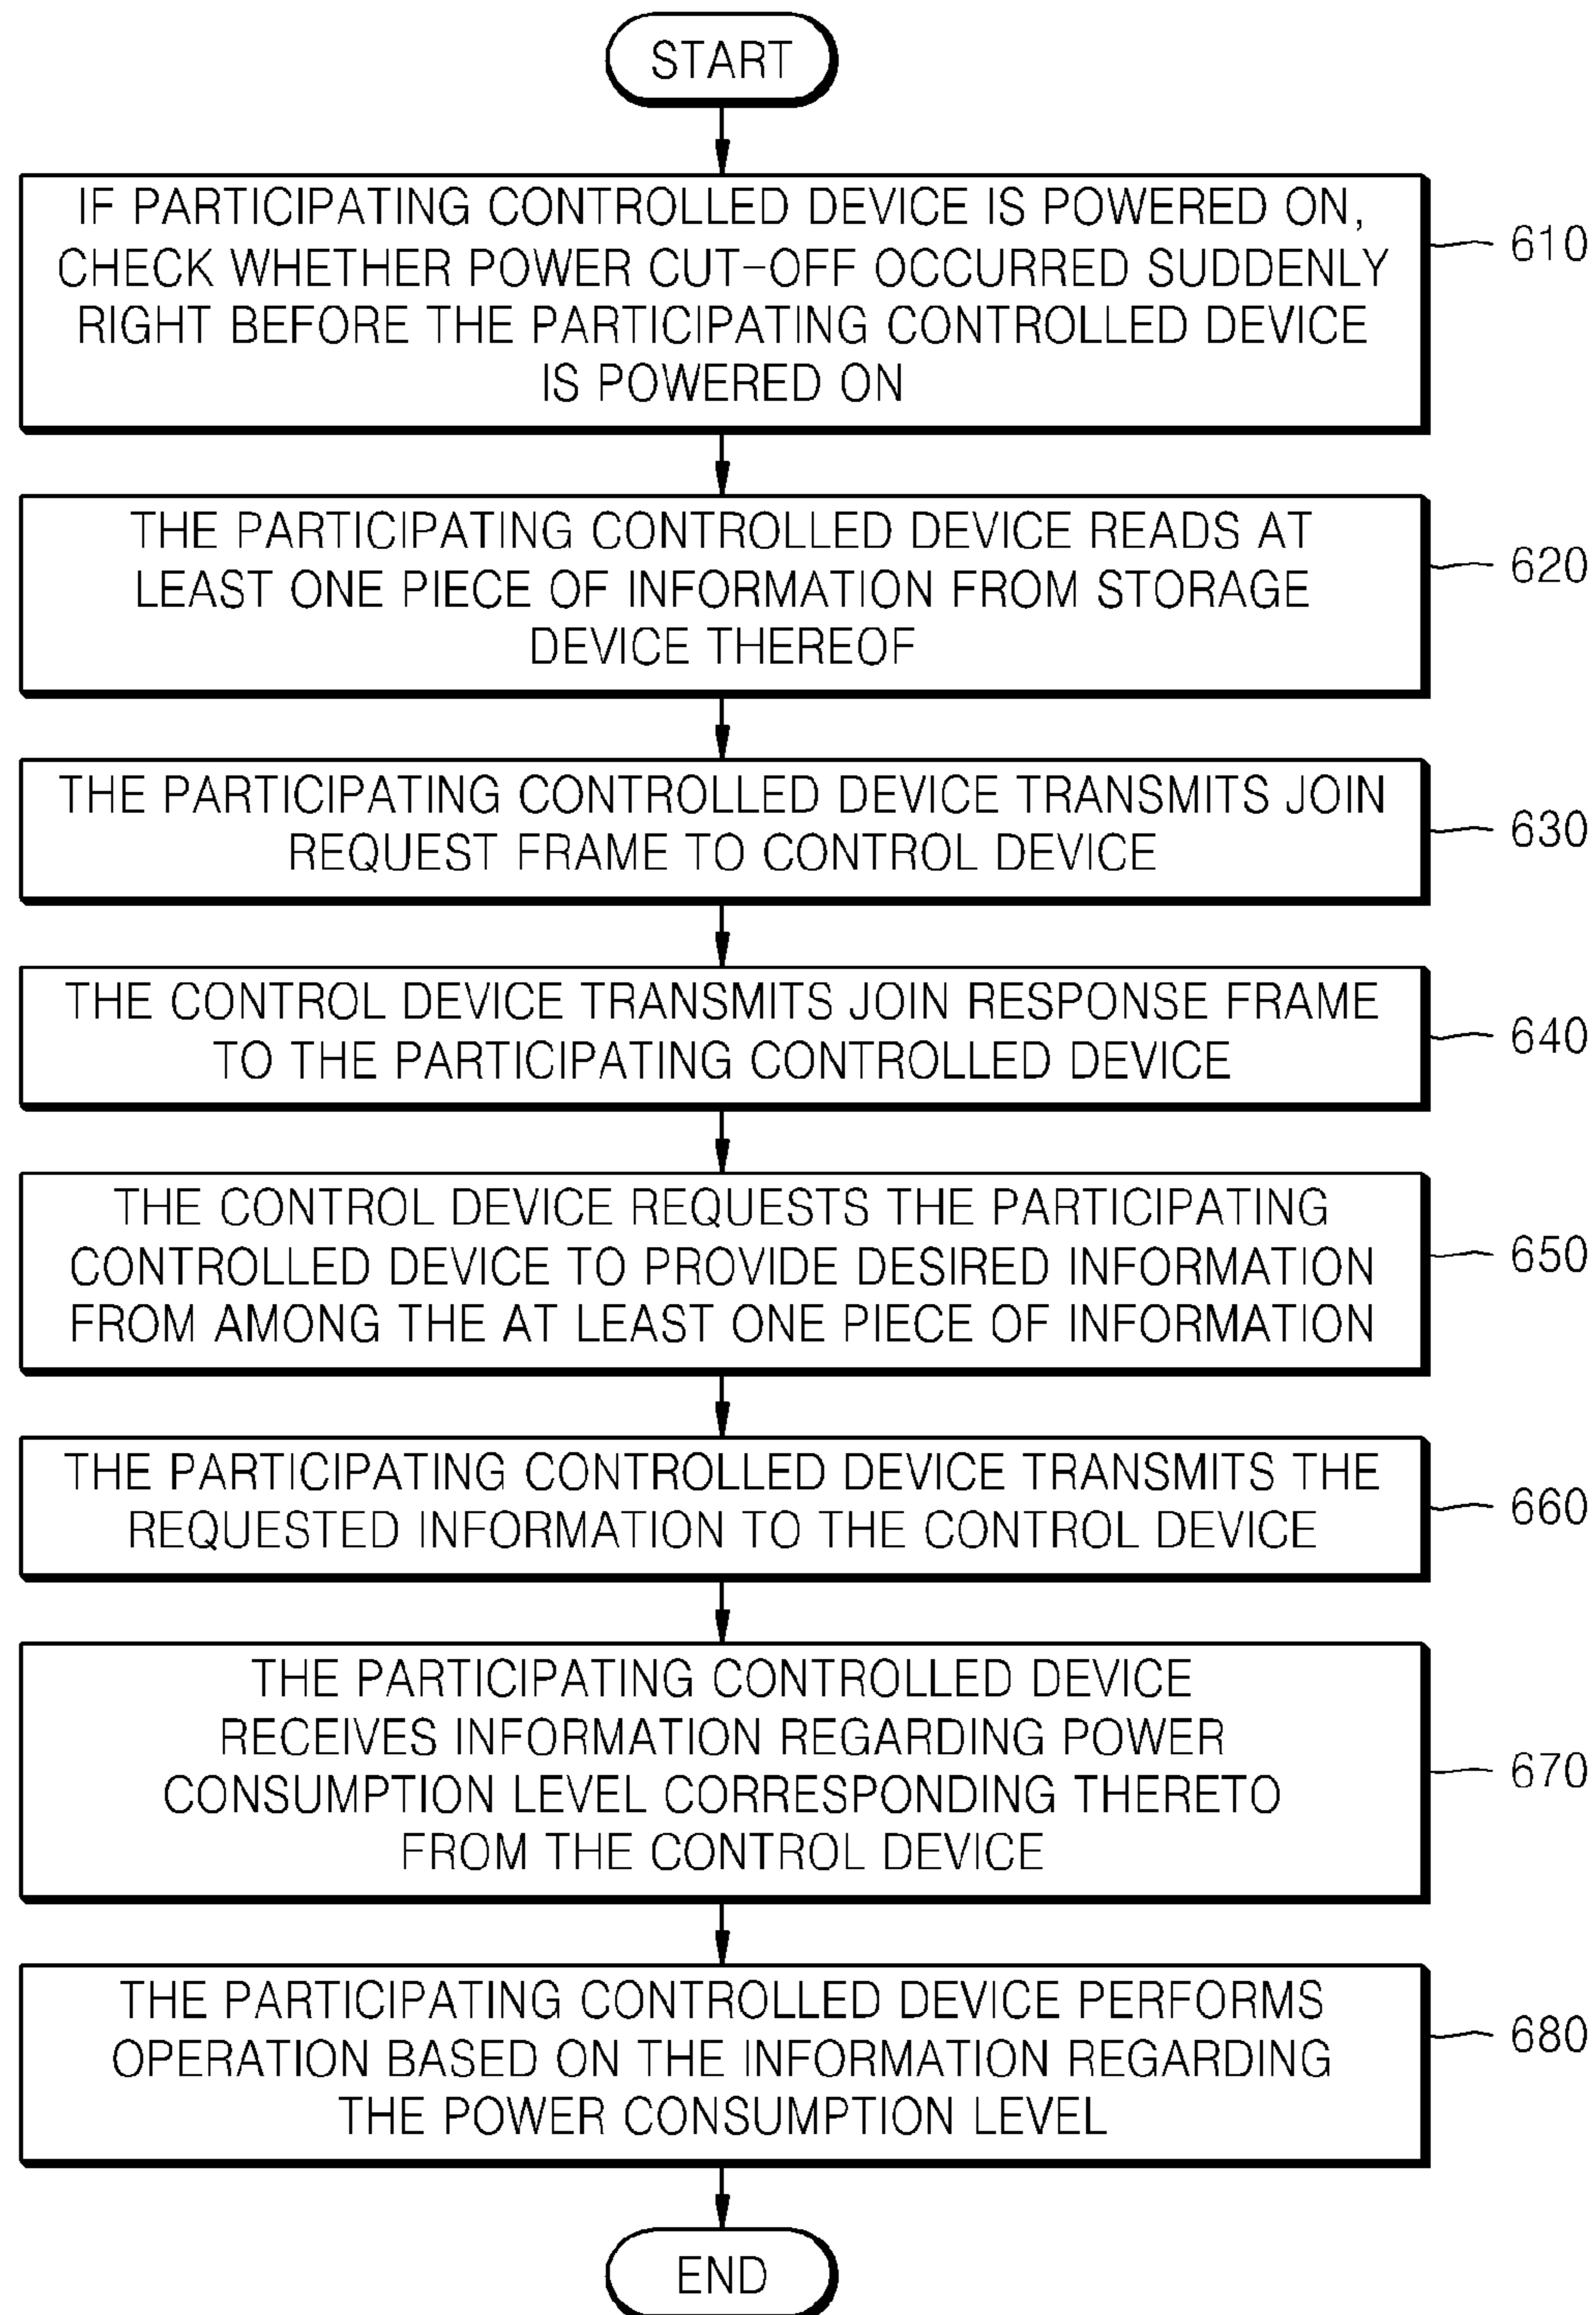 START
IF PARTICIPATING CONTROLLED DEVICE IS POWERED ON,
CHECK WHETHER POWER CUT-OFF OCCURRED SUDDENLY
RIGHT BEFORE THE PARTICIPATING CONTROLLED DEVICE
IS POWERED ON
610
THE PARTICIPATING CONTROLLED DEVICE READS AT
LEAST ONE PIECE OF INFORMATION FROM STORAGE
DEVICE THEREOF
620
THE PARTICIPATING CONTROLLED DEVICE TRANSMITS JOIN
REQUEST FRAME TO CONTROL DEVICE
630
THE CONTROL DEVICE TRANSMITS JOIN RESPONSE FRAME
TO THE PARTICIPATING CONTROLLED DEVICE
640
THE CONTROL DEVICE REQUESTS THE PARTICIPATING
CONTROLLED DEVICE TO PROVIDE DESIRED INFORMATION
FROM AMONG THE AT LEAST ONE PIECE OF INFORMATION
650
THE PARTICIPATING CONTROLLED DEVICE TRANSMITS THE
REQUESTED INFORMATION TO THE CONTROL DEVICE
660
THE PARTICIPATING CONTROLLED DEVICE
RECEIVES INFORMATION REGARDING POWER
CONSUMPTION LEVEL CORRESPONDING THERETO
FROM THE CONTROL DEVICE
670
THE PARTICIPATING CONTROLLED DEVICE PERFORMS
OPERATION BASED ON THE INFORMATION REGARDING
THE POWER CONSUMPTION LEVEL
680
END